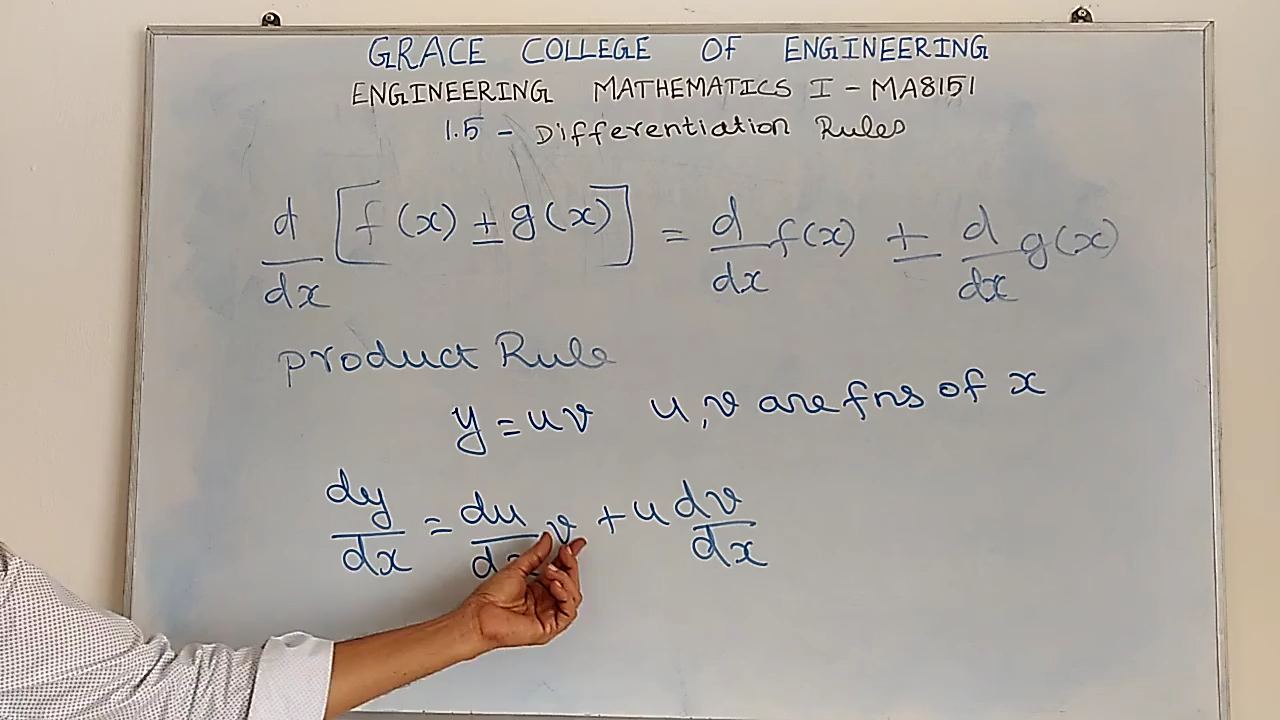 GRACE COLLEGE OF ENGINEERING
ENGINEERING MATHEMATICS I - MA8151
1.5 - Differentiation Rules
d/dx [f(x) ± g(x)] = d/dx f(x) ± d/dx g(x)
product Rule
y = uv u, v are fns of x
dy/dx = du/dx v + u dv/dx